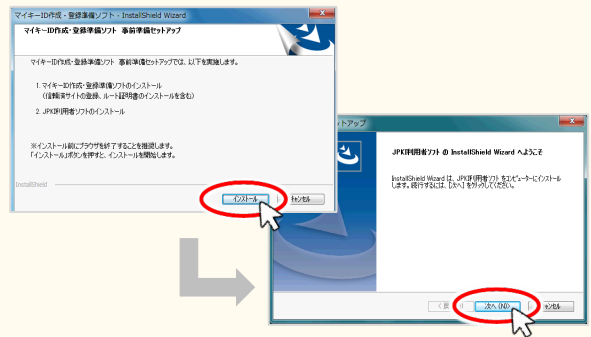 マイキーID作成・登録準備ソフト - InstallShield Wizard
マイキーID作成・登録準備ソフト 事前準備セットアップ
マイキーID作成・登録準備ソフト 事前準備セットアップでは、以下を実施します。
1. マイキーID作成・登録準備ソフトのインストール
（信頼済サイトの登録、ルート証明書のインストールを含む）
2. JPKI利用者ソフトのインストール
※インストール前にブラウザを終了することを推奨します。
「インストール」ボタンを押すと、インストールを開始します。
InstallShield
インストール
キャンセル
トアップ
JPKI利用者ソフト の InstallShield Wizard へようこそ
InstallShield Wizard は、JPKI利用者ソフト をコンピューターにインストール
します。続行するには、[次へ] をクリックしてください。
< 戻
次へ (N)>
ャンセル